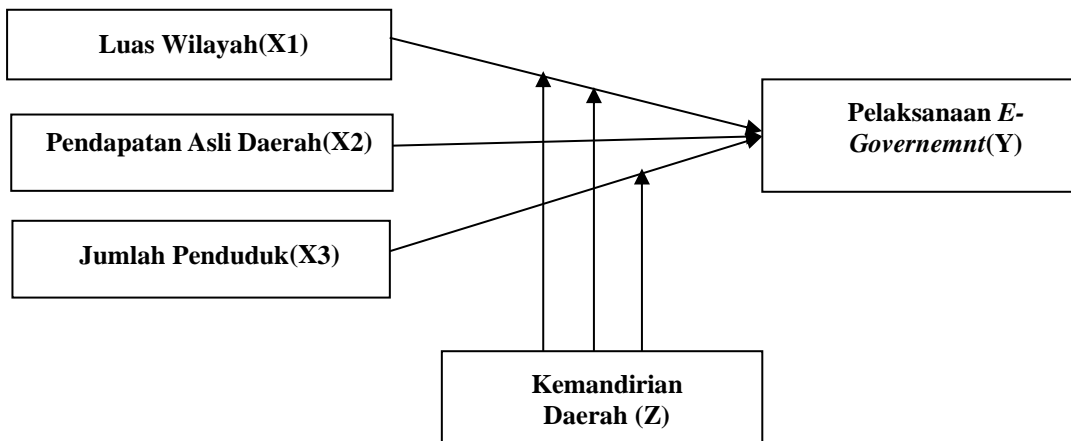 Luas Wilayah(X1)
Pendapatan Asli Daerah(X2)
Jumlah Penduduk(X3)
Pelaksanaan E-
Governemnt(Y)
Kemandirian
Daerah (Z)